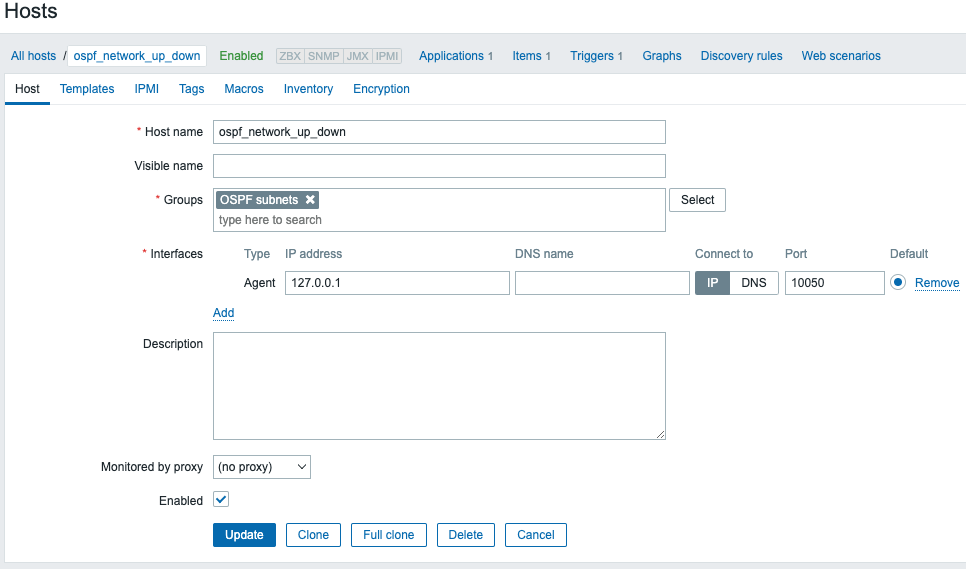 Hosts
All hosts / ospf_network_up_down Enabled ZBX SNMP JMX IPMI Applications 1 Items 1 Triggers 1 Graphs Discovery rules Web scenarios
Host Templates IPMI Tags Macros Inventory Encryption
* Host name ospf_network_up_down
Visible name
* Groups OSPF subnets ✖ Select
type here to search
* Interfaces Type IP address DNS name Connect to Port Default
Agent 127.0.0.1 IP DNS 10050 Remove
Add
Description
Monitored by proxy (no proxy)
Enabled
Update Clone Full clone Delete Cancel